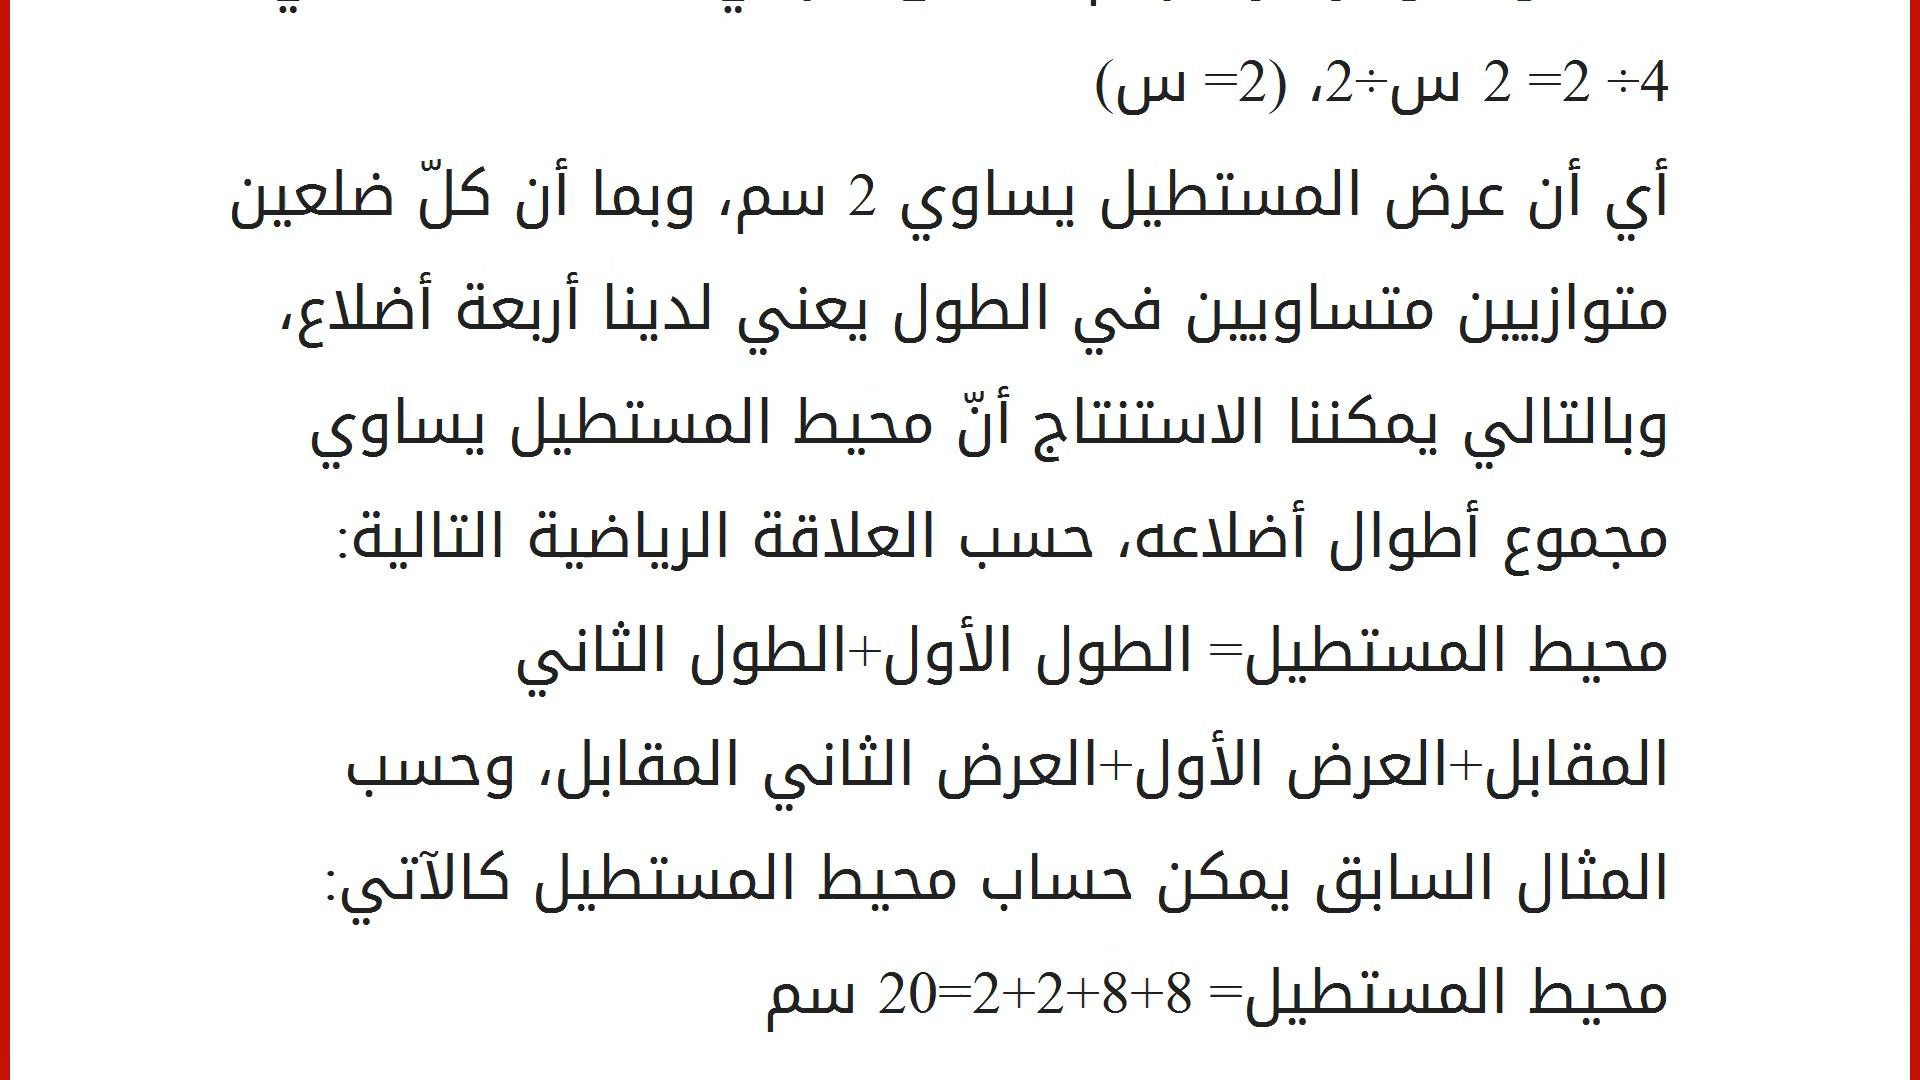 4÷ 2= 2 س÷2، (2= س)
أي أن عرض المستطيل يساوي 2 سم، وبما أن كلّ ضلعين
متوازيين متساويين في الطول يعني لدينا أربعة أضلاع،
وبالتالي يمكننا الاستنتاج أنّ محيط المستطيل يساوي
مجموع أطوال أضلاعه، حسب العلاقة الرياضية التالية:
محيط المستطيل= الطول الأول+الطول الثاني
المقابل+العرض الأول+العرض الثاني المقابل، وحسب
المثال السابق يمكن حساب محيط المستطيل كالآتي:
محيط المستطيل= 8+8+2+2=20 سم